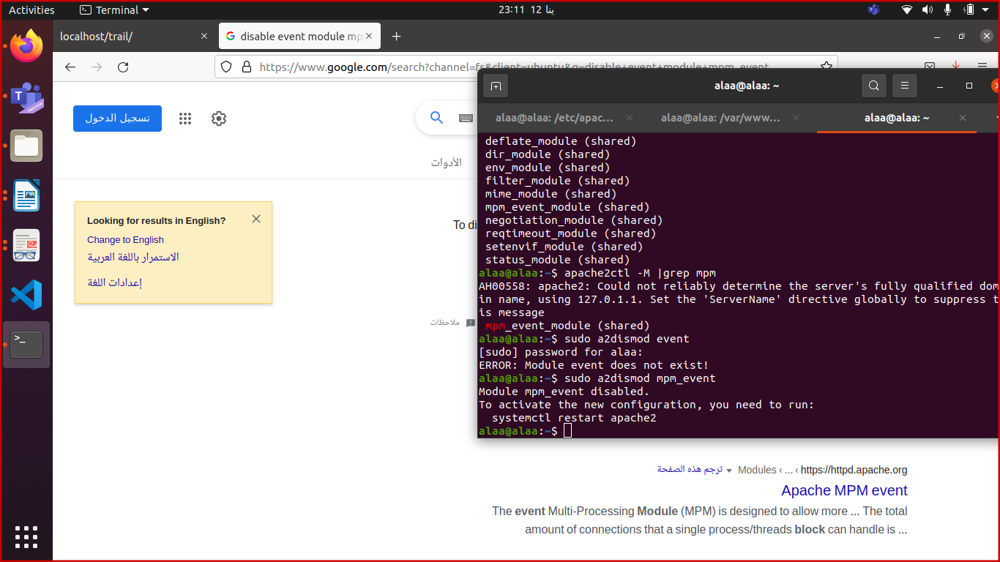 Activities
Terminal
23:11 12 ينا
localhost/trail/
disable event module mp
https://www.google.com/search?channel=fs&client=ubuntu&q=disable+event+module+mpm_event
تسجيل الدخول
الأدوات
Looking for results in English?
Change to English
الاستمرار باللغة العربية
إعدادات اللغة
To di
ملاحظات
alaa@alaa: ~
alaa@alaa: /etc/apac...
alaa@alaa: /var/www...
alaa@alaa: ~
deflate_module (shared)
dir_module (shared)
env_module (shared)
filter_module (shared)
mime_module (shared)
mpm_event_module (shared)
negotiation_module (shared)
reqtimeout_module (shared)
setenvif_module (shared)
status_module (shared)
alaa@alaa:~$ apache2ctl -M |grep mpm
AH00558: apache2: Could not reliably determine the server's fully qualified dom
in name, using 127.0.1.1. Set the 'ServerName' directive globally to suppress t
is message
mpm_event_module (shared)
alaa@alaa:~$ sudo a2dismod event
[sudo] password for alaa:
ERROR: Module event does not exist!
alaa@alaa:~$ sudo a2dismod mpm_event
Module mpm_event disabled.
To activate the new configuration, you need to run:
systemctl restart apache2
alaa@alaa:~$
https://httpd.apache.org › ... › Modules ترجم هذه الصفحة
Apache MPM event
The event Multi-Processing Module (MPM) is designed to allow more ... The total
amount of connections that a single process/threads block can handle is ...